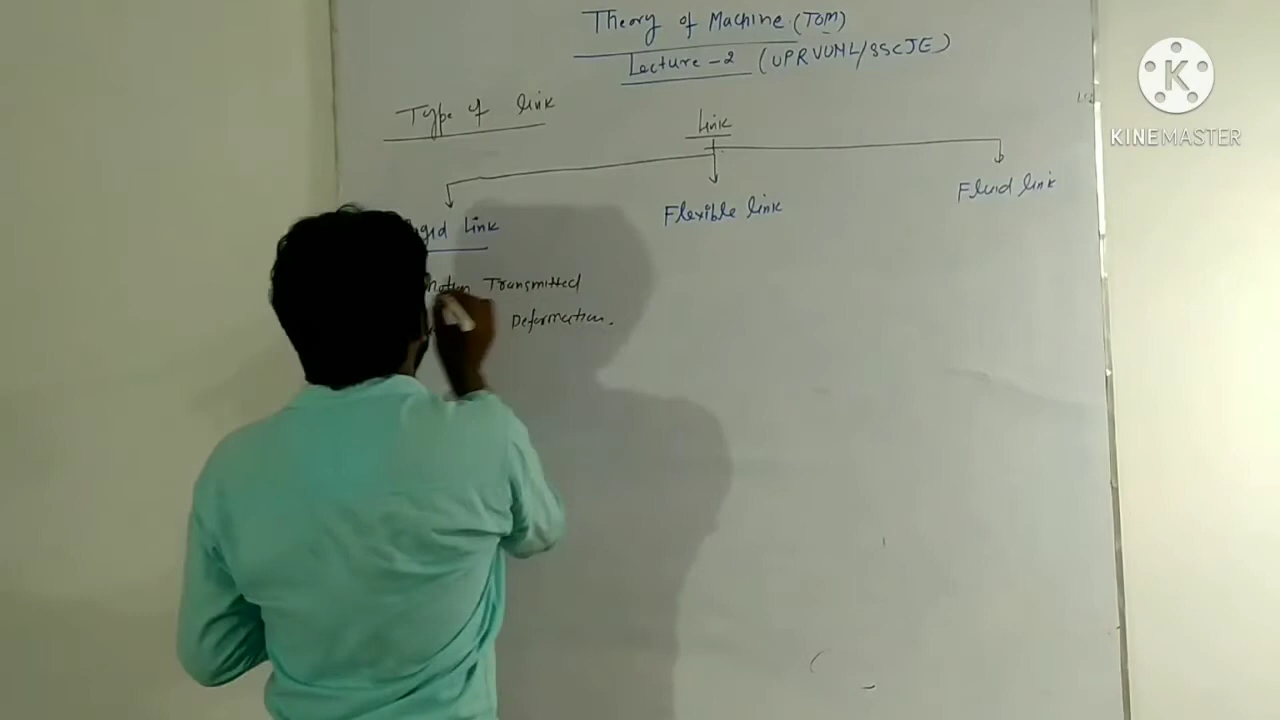 Theory of Machine (TOM)
Lecture-2 (UPRVUNL/SSCJE)
Type of link
Link
Link
Flexible link
Fluid link
Transmitted
Deformation.
KINEMASTER